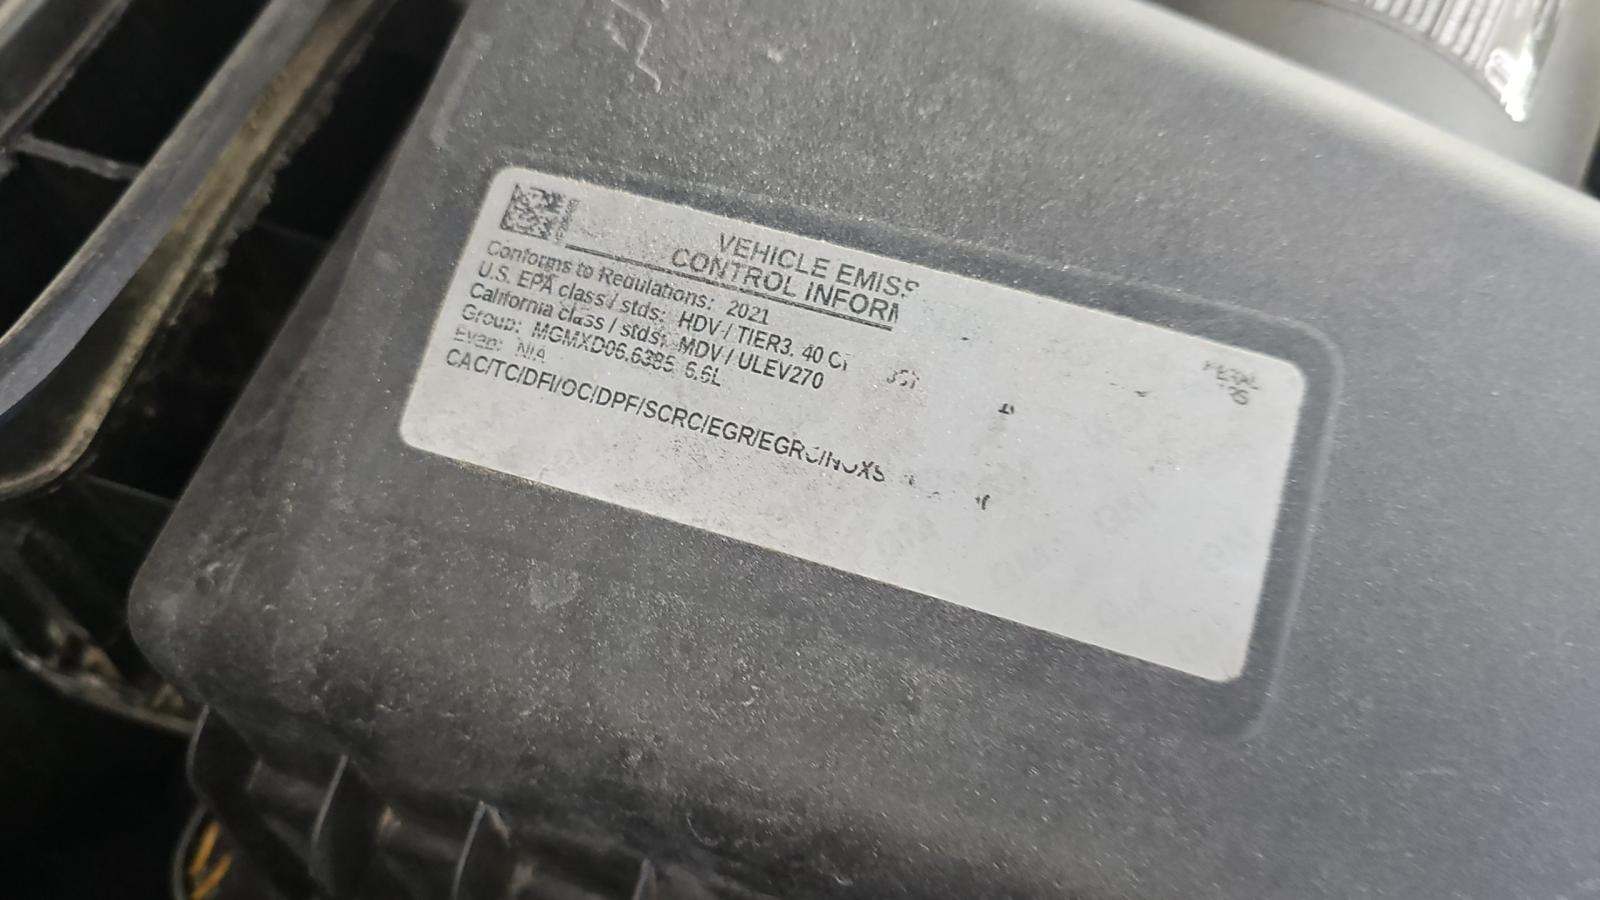 VEHICLE EMISS
CONTROL INFORM
Conforms to Regulations: 2021
U.S. EPA class / stds: HDV / TIER3, 40 CF
California class / stds: MDV / ULEV270
Group: MGMXD06.6385 6.6L
Evap: N/A
CAC/TC/DFI/OC/DPF/SCRC/EGR/EGRC/NOXS